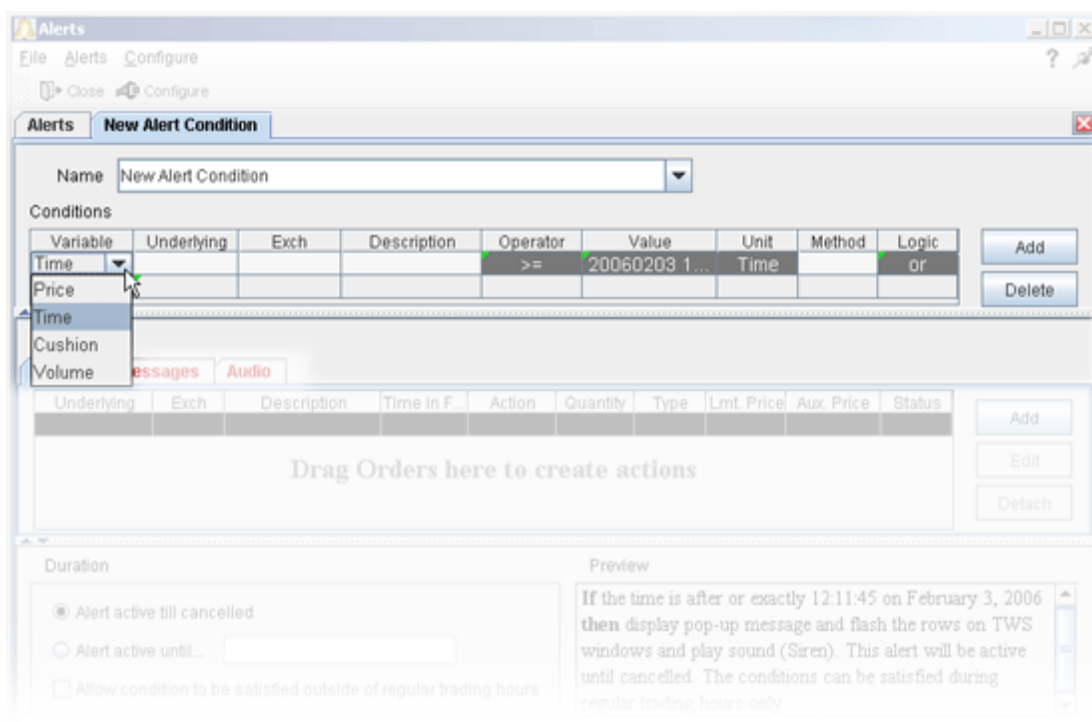 Alerts
File Alerts Configure ?
Close Configure
Alerts New Alert Condition
Name New Alert Condition
Conditions
Variable Underlying Exch Description Operator Value Unit Method Logic Add
Time >= 20060203 1... Time or
Price Delete
Time
Cushion
Volume essages Audio
Underlying Exch Description Time in F... Action Quantity Type Lmt. Price Aux. Price Status
Add
Drag Orders here to create actions Edit
Detach
Duration Preview
Alert active till cancelled
Alert active until...
Allow condition to be satisfied outside of regular trading hours
If the time is after or exactly 12:11:45 on February 3, 2006
then display pop-up message and flash the rows on TWS
windows and play sound (Siren). This alert will be active
until cancelled. The conditions can be satisfied during
regular trading hours only.